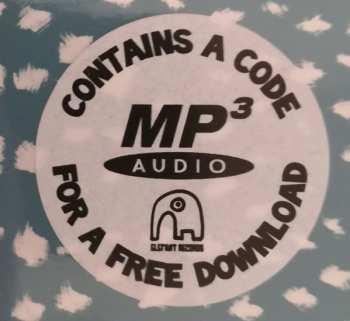 CONTAINS A CODE
MP3
AUDIO
FOR A FREE DOWNLOAD